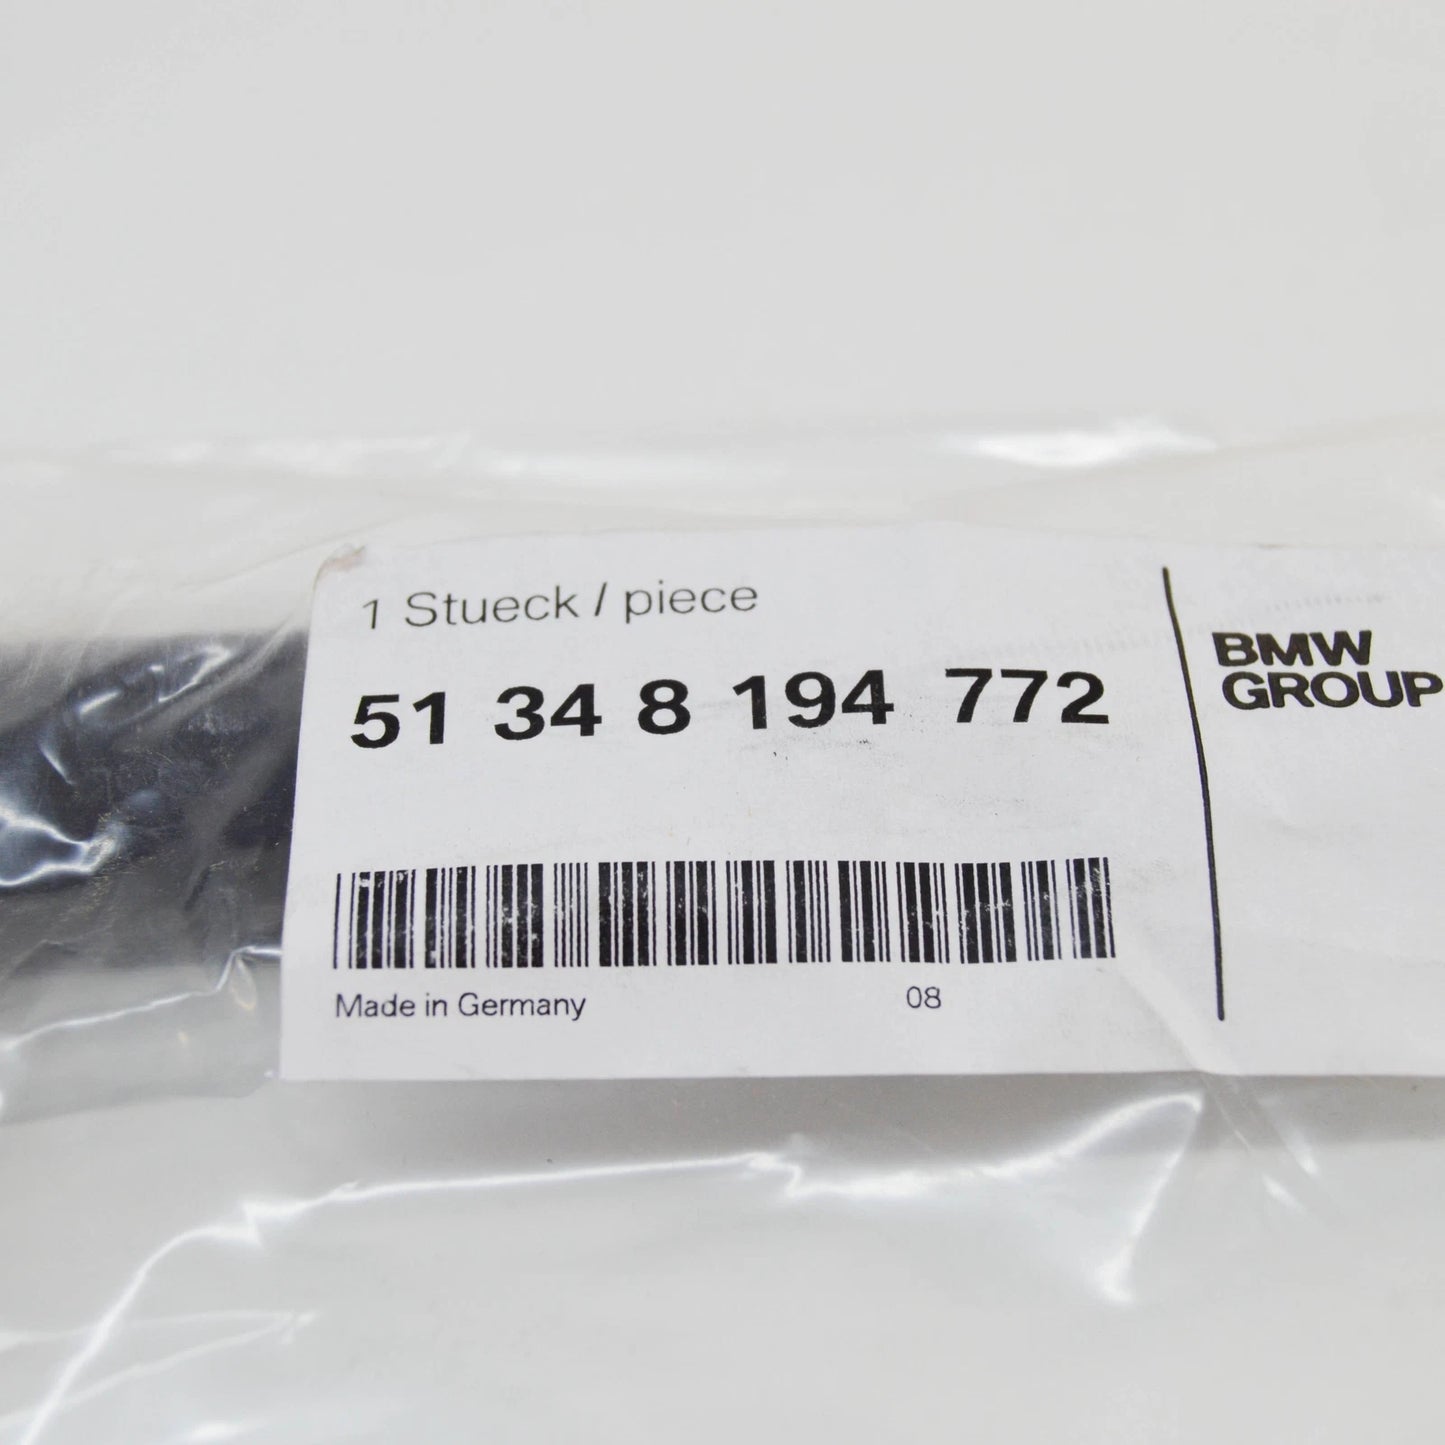 1 Stueck / piece
51 34 8 194 772
Made in Germany 08
BMW
GROUP